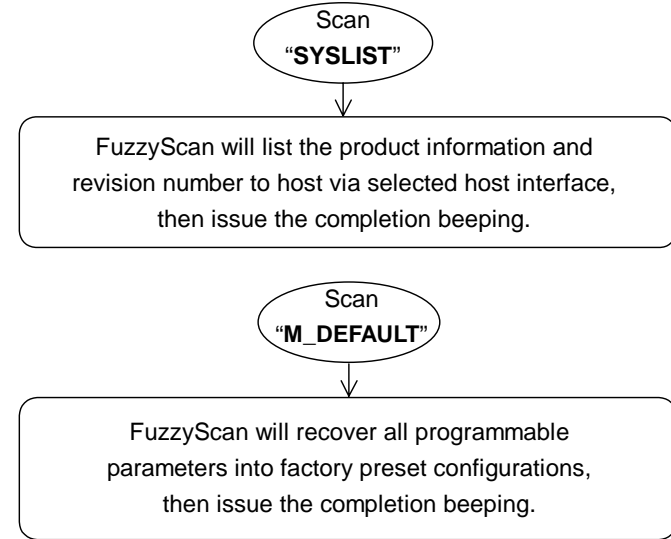 Scan
“SYSLIST”
FuzzyScan will list the product information and
revision number to host via selected host interface,
then issue the completion beeping.
Scan
“M_DEFAULT”
FuzzyScan will recover all programmable
parameters into factory preset configurations,
then issue the completion beeping.